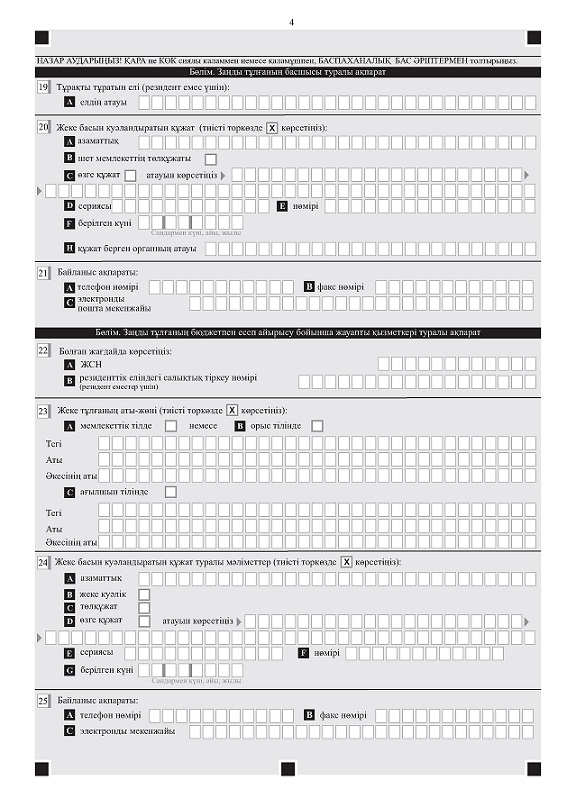 4
НАЗАР АУДАРЫҢЫЗ! ҚАРА не КӨК сиялы қаламмен немесе қаламұшпен, БАСПАХАНАЛЫҚ БАС ӘРІПТЕРМЕН толтырыңыз.
Бөлім. Заңды тұлғаның басшысы туралы ақпарат
19 Тұрақты тұратын елі (резидент емес үшін):
A елдің атауы
20 Жеке басын куәландыратын құжат (тиісті торкөзде X көрсетіңіз):
A азаматтық
B шет мемлекеттің төлқұжаты
C өзге құжат атауын көрсетіңіз
D сериясы E нөмірі
F берілген күні
Сандармен күні, айы, жылы
H құжат берген органның атауы
21 Байланыс ақпараты:
A телефон нөмірі B факс нөмірі
C электронды
пошта мекенжайы
Бөлім. Заңды тұлғаның бюджетпен есеп айырысу бойынша жауапты қызметкері туралы ақпарат
22 Болған жағдайда көрсетіңіз:
A ЖСН
B резиденттік еліндегі салықтық тіркеу нөмірі
(резидент еместер үшін)
23 Жеке тұлғаның аты-жөні (тиісті торкөзде X көрсетіңіз):
A мемлекеттік тілде немесе B орыс тілінде
Тегі
Аты
Әкесінің аты
C ағылшын тілінде
Тегі
Аты
Әкесінің аты
24 Жеке басын куәландыратын құжат туралы мәліметтер (тиісті торкөзде X көрсетіңіз):
A азаматтық
B жеке куәлік
C төлқұжат
D өзге құжат атауын көрсетіңіз
E сериясы F нөмірі
G берілген күні
Сандармен күні, айы, жылы
25 Байланыс ақпараты:
A телефон нөмірі B факс нөмірі
C электронды мекенжайы